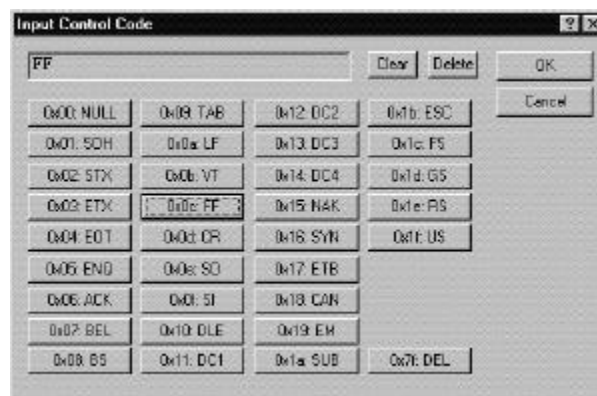 Input Control Code
FF Clear Delete OK
Cancel
0x00: NULL 0x09: TAB 0x12: DC2 0x1b: ESC
0x01: SOH 0x0a: LF 0x13: DC3 0x1c: FS
0x02: STX 0x0b: VT 0x14: DC4 0x1d: GS
0x03: ETX 0x0c: FF 0x15: NAK 0x1e: RS
0x04: EOT 0x0d: CR 0x16: SYN 0x1f: US
0x05: ENQ 0x0e: SO 0x17: ETB
0x06: ACK 0x0f: SI 0x18: CAN
0x07: BEL 0x10: DLE 0x19: EM
0x08: BS 0x11: DC1 0x1a: SUB 0x7f: DEL